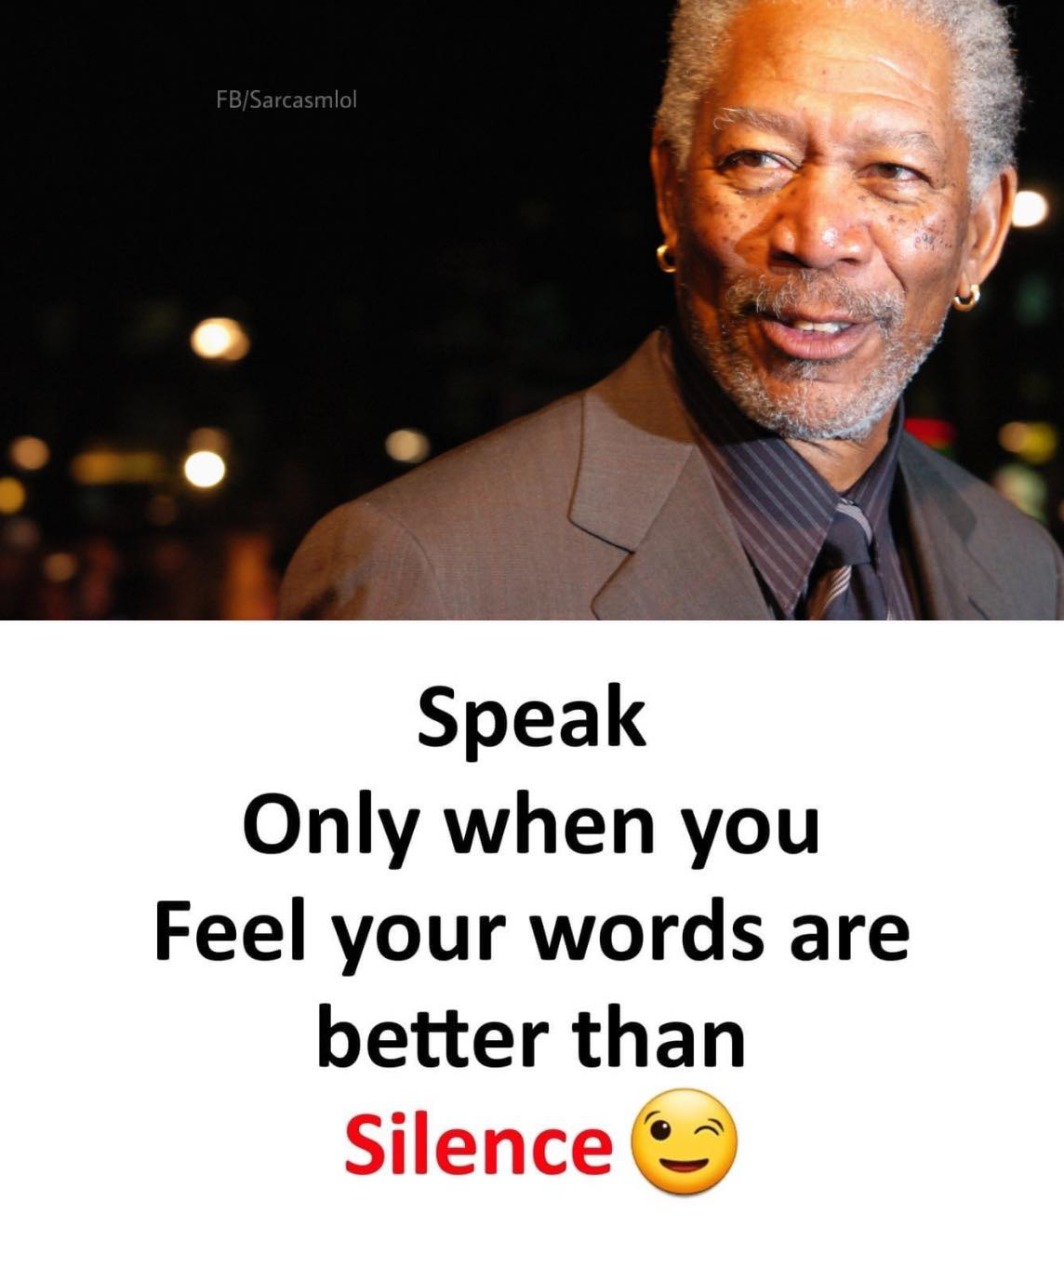 FB/Sarcasmlol
Speak
Only when you
Feel your words are
better than
Silence😉